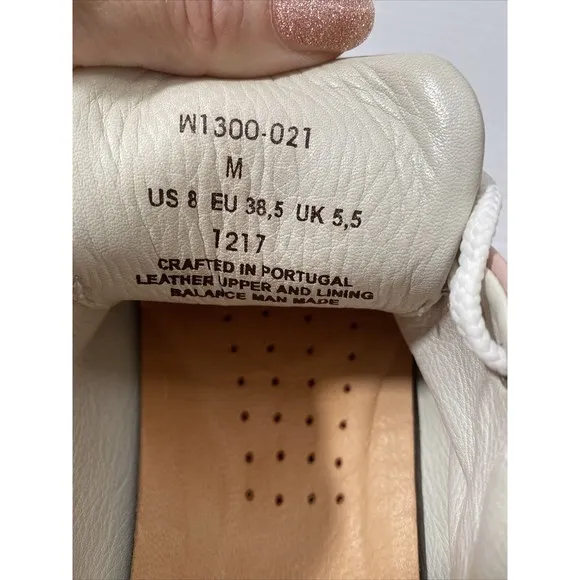 W1300-021
M
US 8 EU 38,5 UK 5,5
1217
CRAFTED IN PORTUGAL
LEATHER UPPER AND LINING
BALANCE MAN MADE